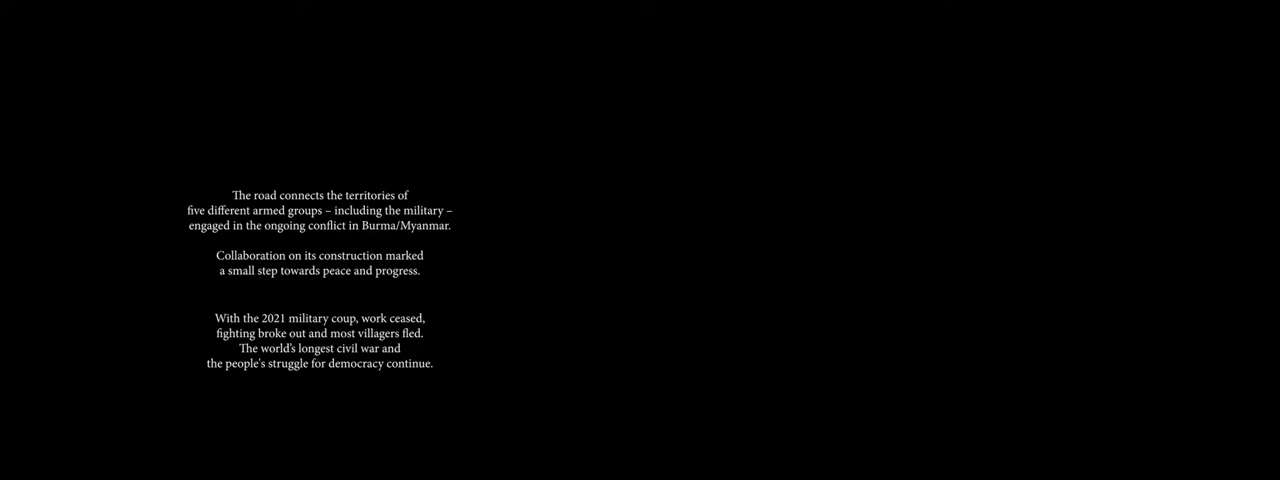 The road connects the territories of
five different armed groups – including the military –
engaged in the ongoing conflict in Burma/Myanmar.
Collaboration on its construction marked
a small step towards peace and progress.
With the 2021 military coup, work ceased,
fighting broke out and most villagers fled.
The world's longest civil war and
the people's struggle for democracy continue.